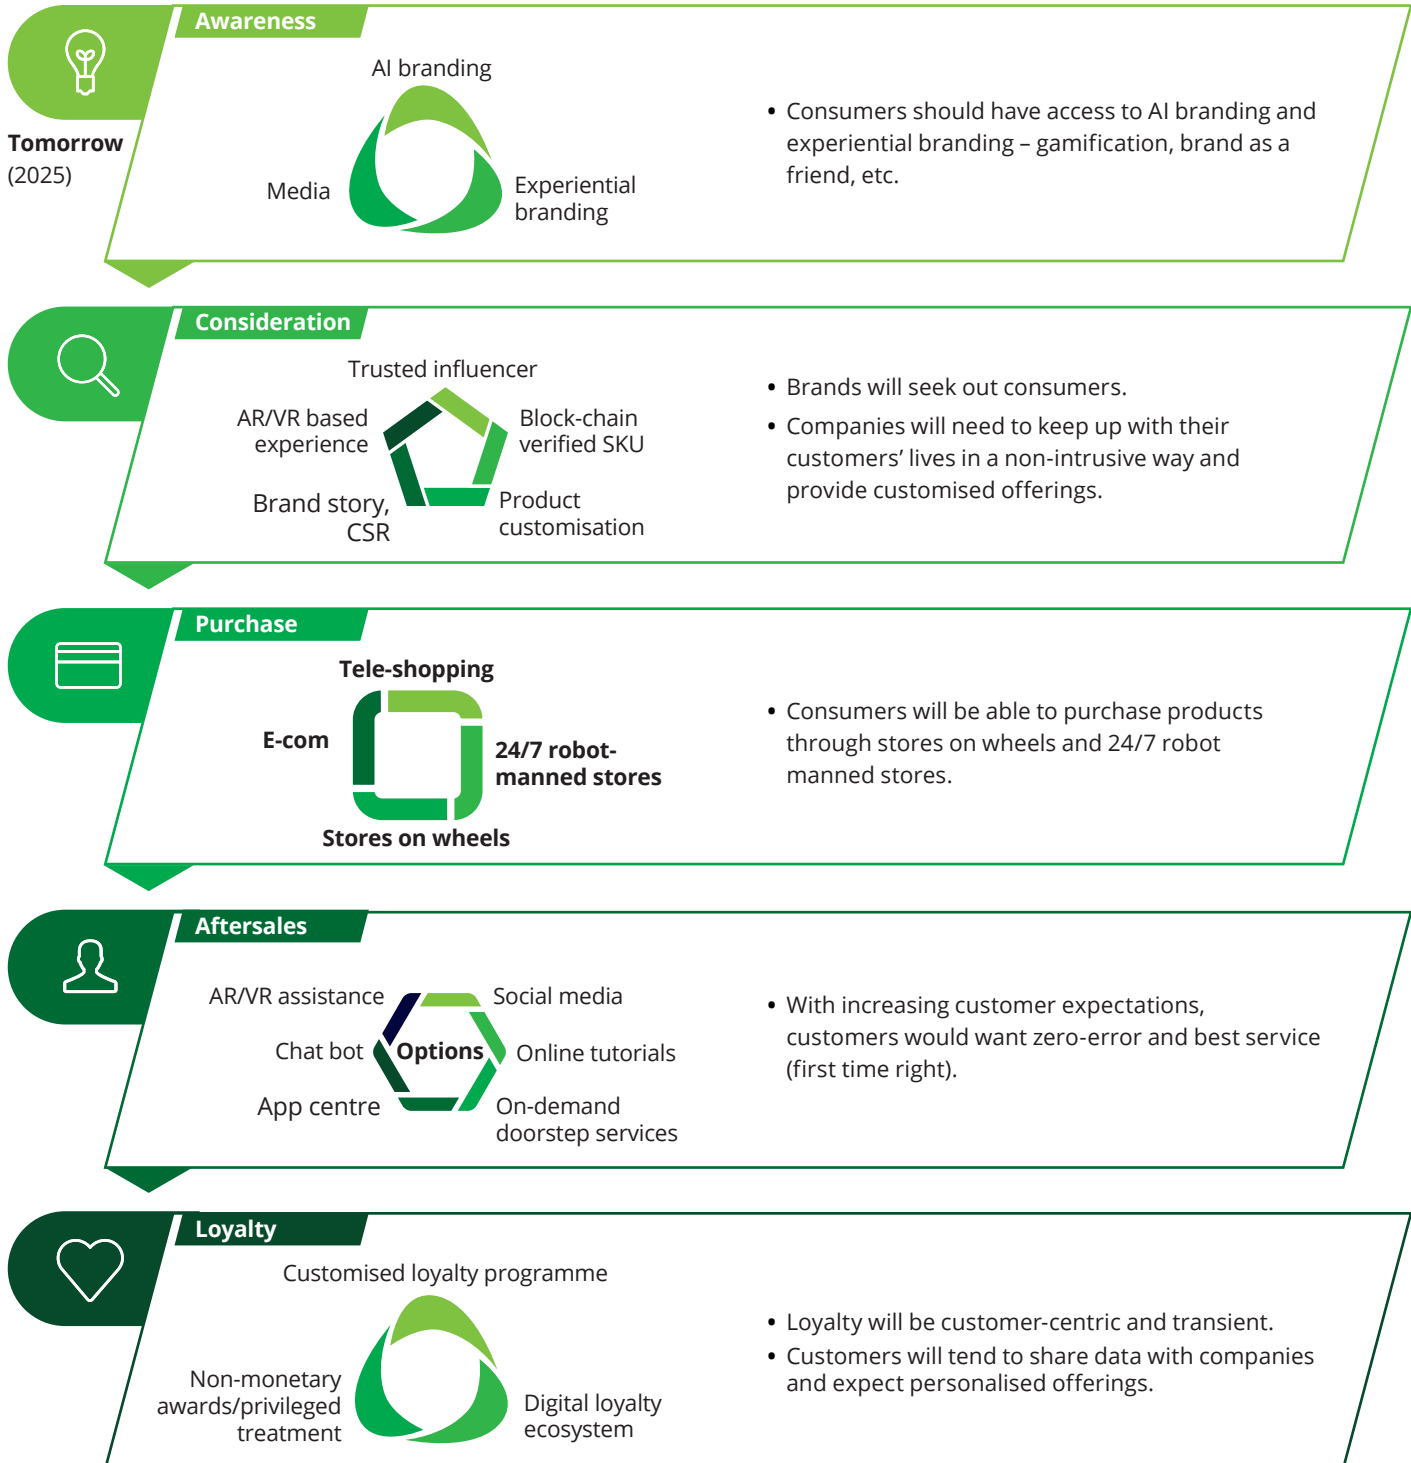 Awareness
Tomorrow
(2025)
AI branding
Media
Experiential
branding
• Consumers should have access to AI branding and
experiential branding – gamification, brand as a
friend, etc.
Consideration
Trusted influencer
AR/VR based
experience
Block-chain
verified SKU
Brand story,
CSR
Product
customisation
• Brands will seek out consumers.
• Companies will need to keep up with their
customers’ lives in a non-intrusive way and
provide customised offerings.
Purchase
Tele-shopping
E-com
24/7 robot-
manned stores
Stores on wheels
• Consumers will be able to purchase products
through stores on wheels and 24/7 robot
manned stores.
Aftersales
AR/VR assistance
Social media
Chat bot
Options
Online tutorials
App centre
On-demand
doorstep services
• With increasing customer expectations,
customers would want zero-error and best service
(first time right).
Loyalty
Customised loyalty programme
Non-monetary
awards/privileged
treatment
Digital loyalty
ecosystem
• Loyalty will be customer-centric and transient.
• Customers will tend to share data with companies
and expect personalised offerings.